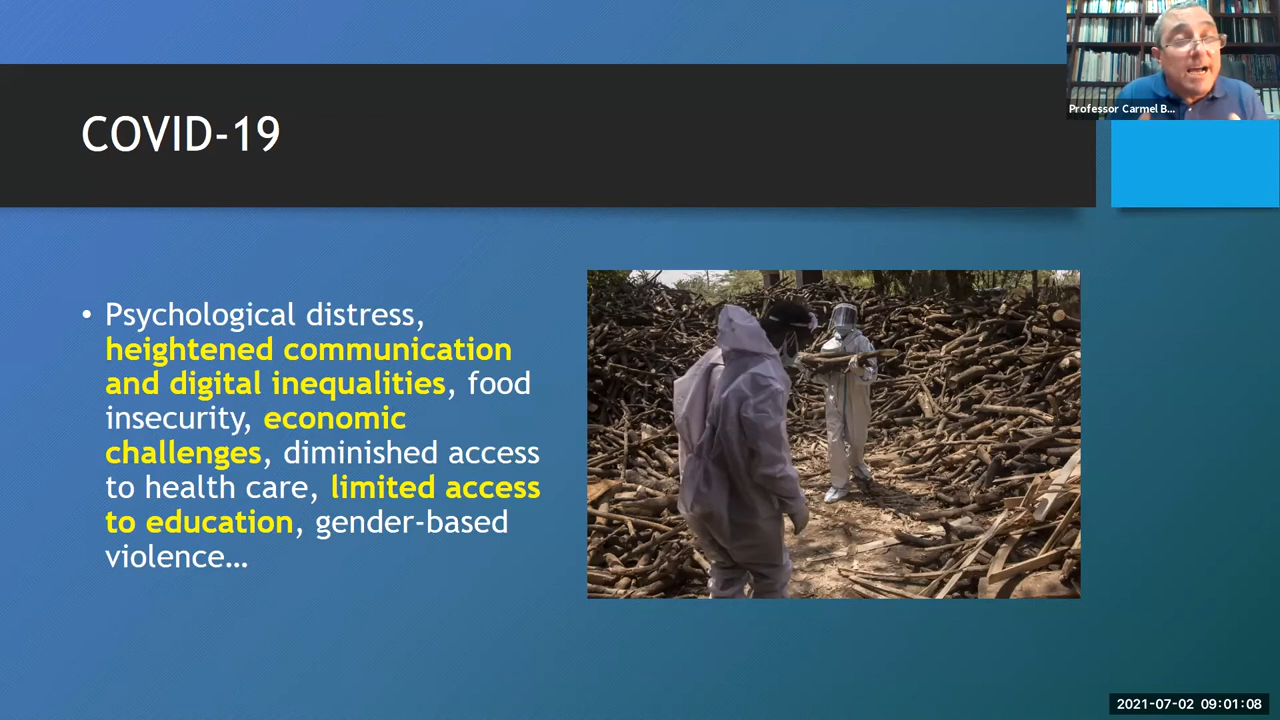 Professor Carmel B...
COVID-19
• Psychological distress,
heightened communication
and digital inequalities, food
insecurity, economic
challenges, diminished access
to health care, limited access
to education, gender-based
violence…
2021-07-02 09:01:08